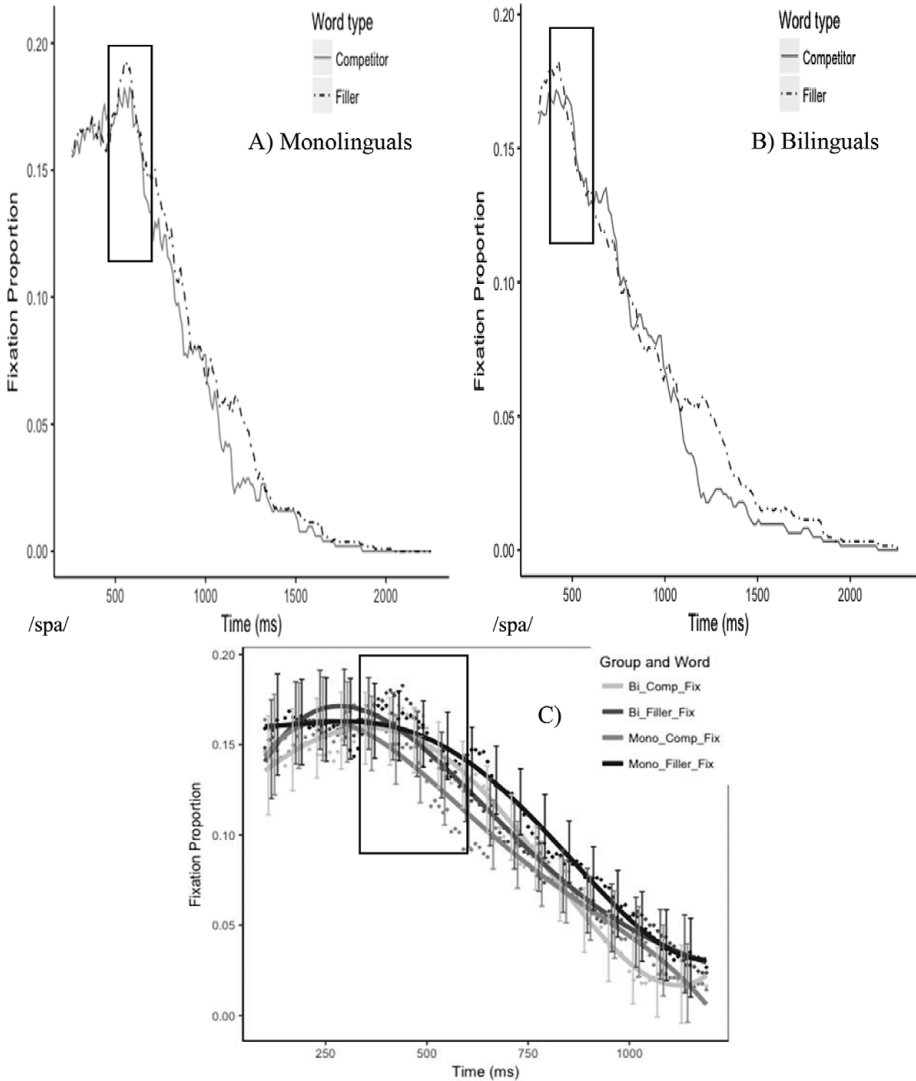 Word type
Competitor
Filler
A) Monolinguals
Fixation Proportion
0.20
0.15
0.10
0.05
0.00
500
1000
1500
2000
/spa/
Time (ms)
Word type
Competitor
Filler
B) Bilinguals
Fixation Proportion
0.20
0.15
0.10
0.05
0.00
500
1000
1500
2000
/spa/
Time (ms)
Group and Word
Bi_Comp_Fix
Bi_Filler_Fix
Mono_Comp_Fix
Mono_Filler_Fix
C)
Fixation Proportion
0.20
0.15
0.10
0.05
0.00
250
500
750
1000
Time (ms)